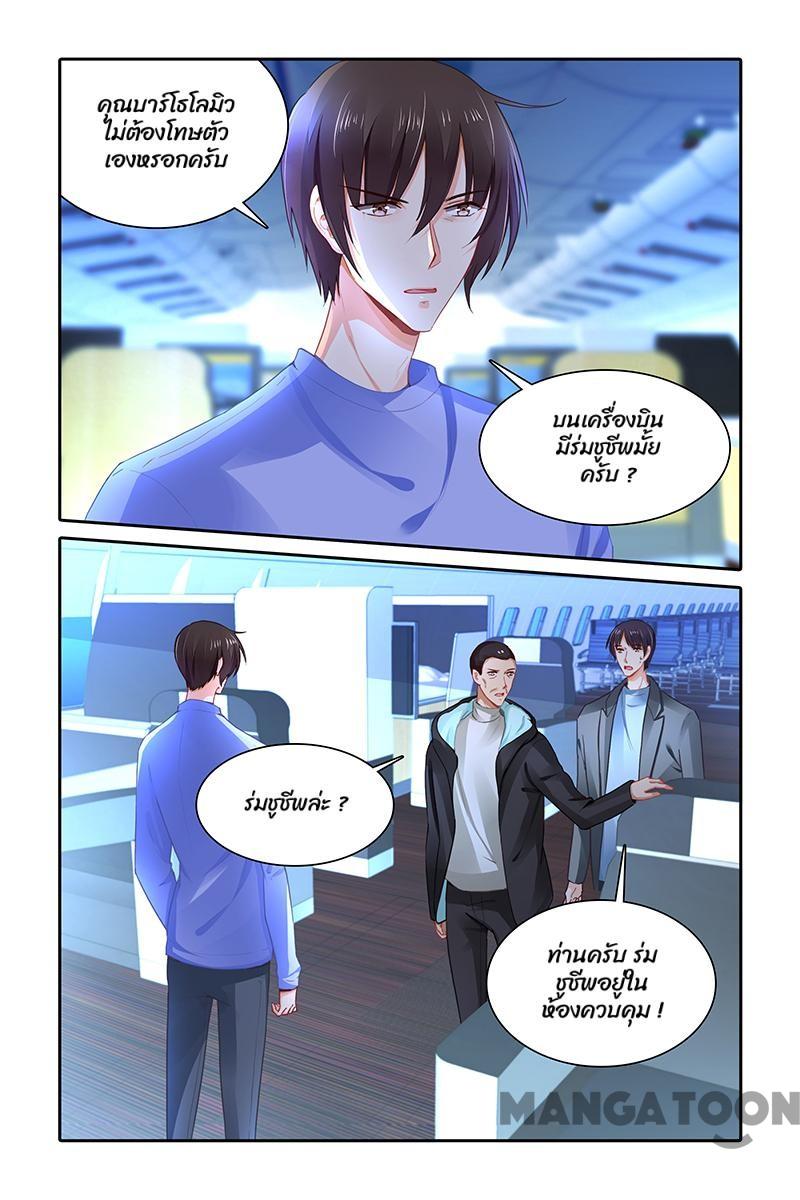 คุณบาร์โธโลมิว
ไม่ต้องโทษตัว
เองหรอกครับ
บนเครื่องบิน
มีร่มชูชีพมั้ย
ครับ ?
ร่มชูชีพล่ะ ?
ท่านครับ ร่ม
ชูชีพอยู่ใน
ห้องควบคุม !
MANGATOON